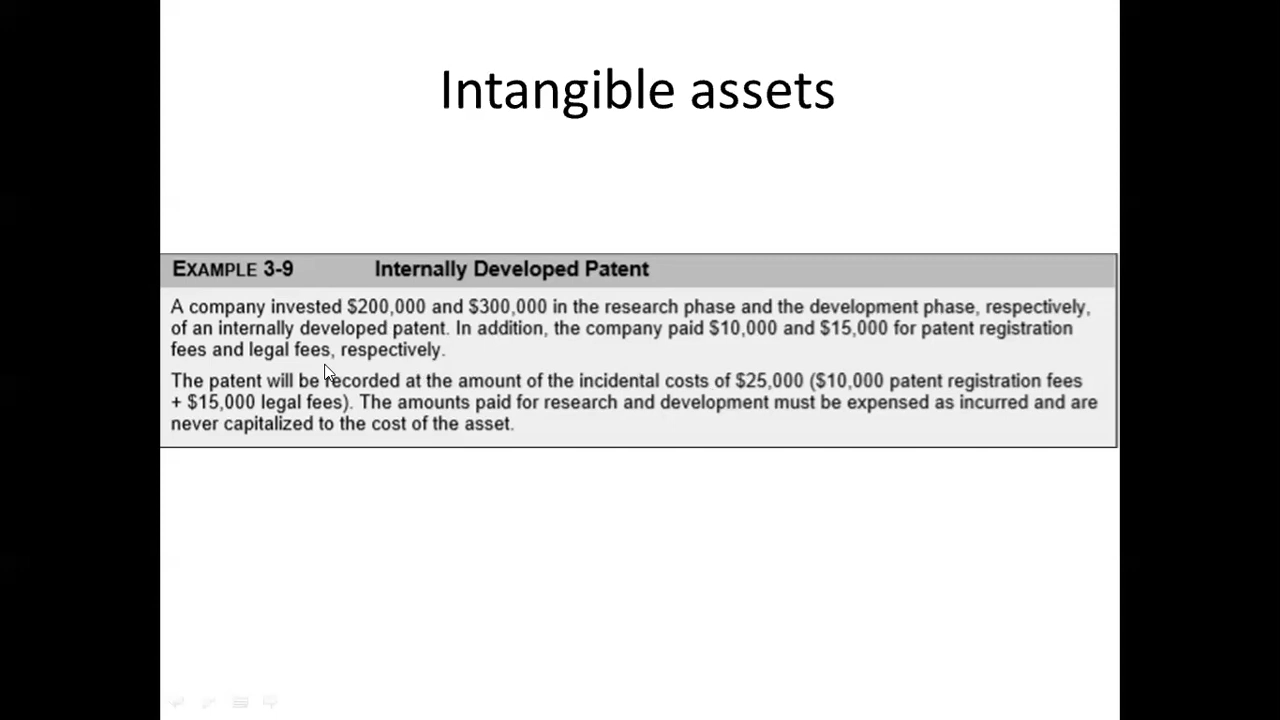 Intangible assets
EXAMPLE 3-9 Internally Developed Patent
A company invested $200,000 and $300,000 in the research phase and the development phase, respectively,
of an internally developed patent. In addition, the company paid $10,000 and $15,000 for patent registration
fees and legal fees, respectively.
The patent will be recorded at the amount of the incidental costs of $25,000 ($10,000 patent registration fees
+ $15,000 legal fees). The amounts paid for research and development must be expensed as incurred and are
never capitalized to the cost of the asset.